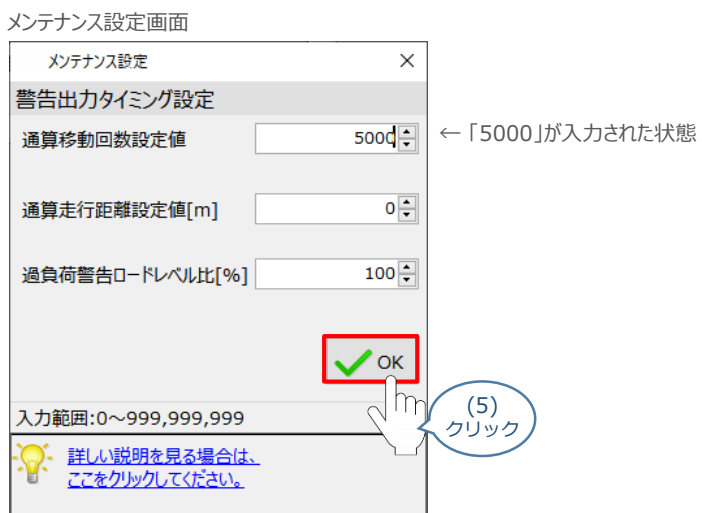 メンテナンス設定画面
メンテナンス設定
警告出力タイミング設定
通算移動回数設定値 5000
← 「5000」が入力された状態
通算走行距離設定値[m] 0
過負荷警告ロードレベル比[%] 100
OK
(5)
クリック
入力範囲:0～999,999,999
詳しい説明を見る場合は、
ここをクリックしてください。